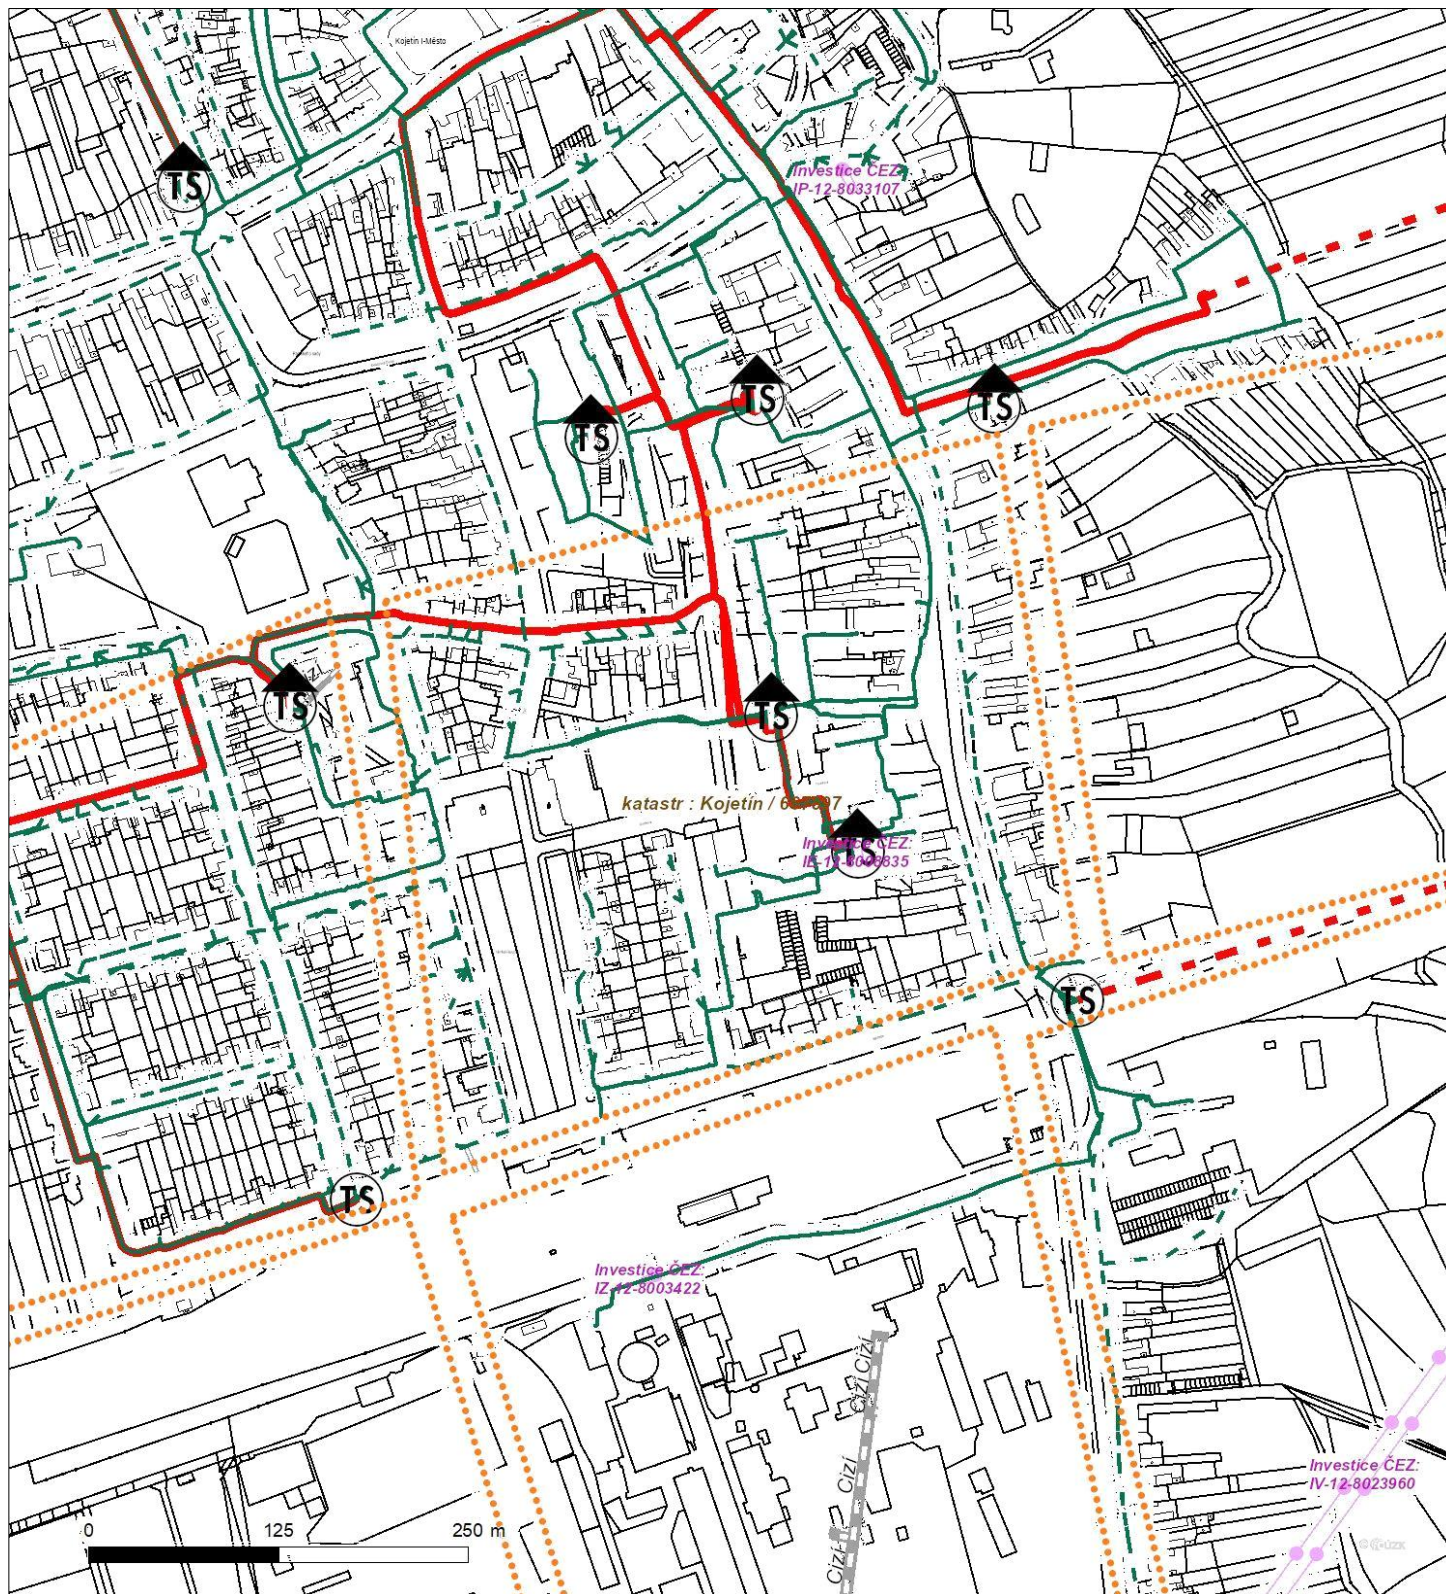 Kojetín I-Město
TS
Investice ČEZ:
IP-12-8033107
TS
TS
TS
TS
TS
katastr : Kojetín /
Investice ČEZ:
TS
TS
TS
Investice ČEZ:
IZ-12-8003422
Cizí
Cizí
Cizí
Cizí
Investice ČEZ:
IV-12-8023960
0 125 250 m